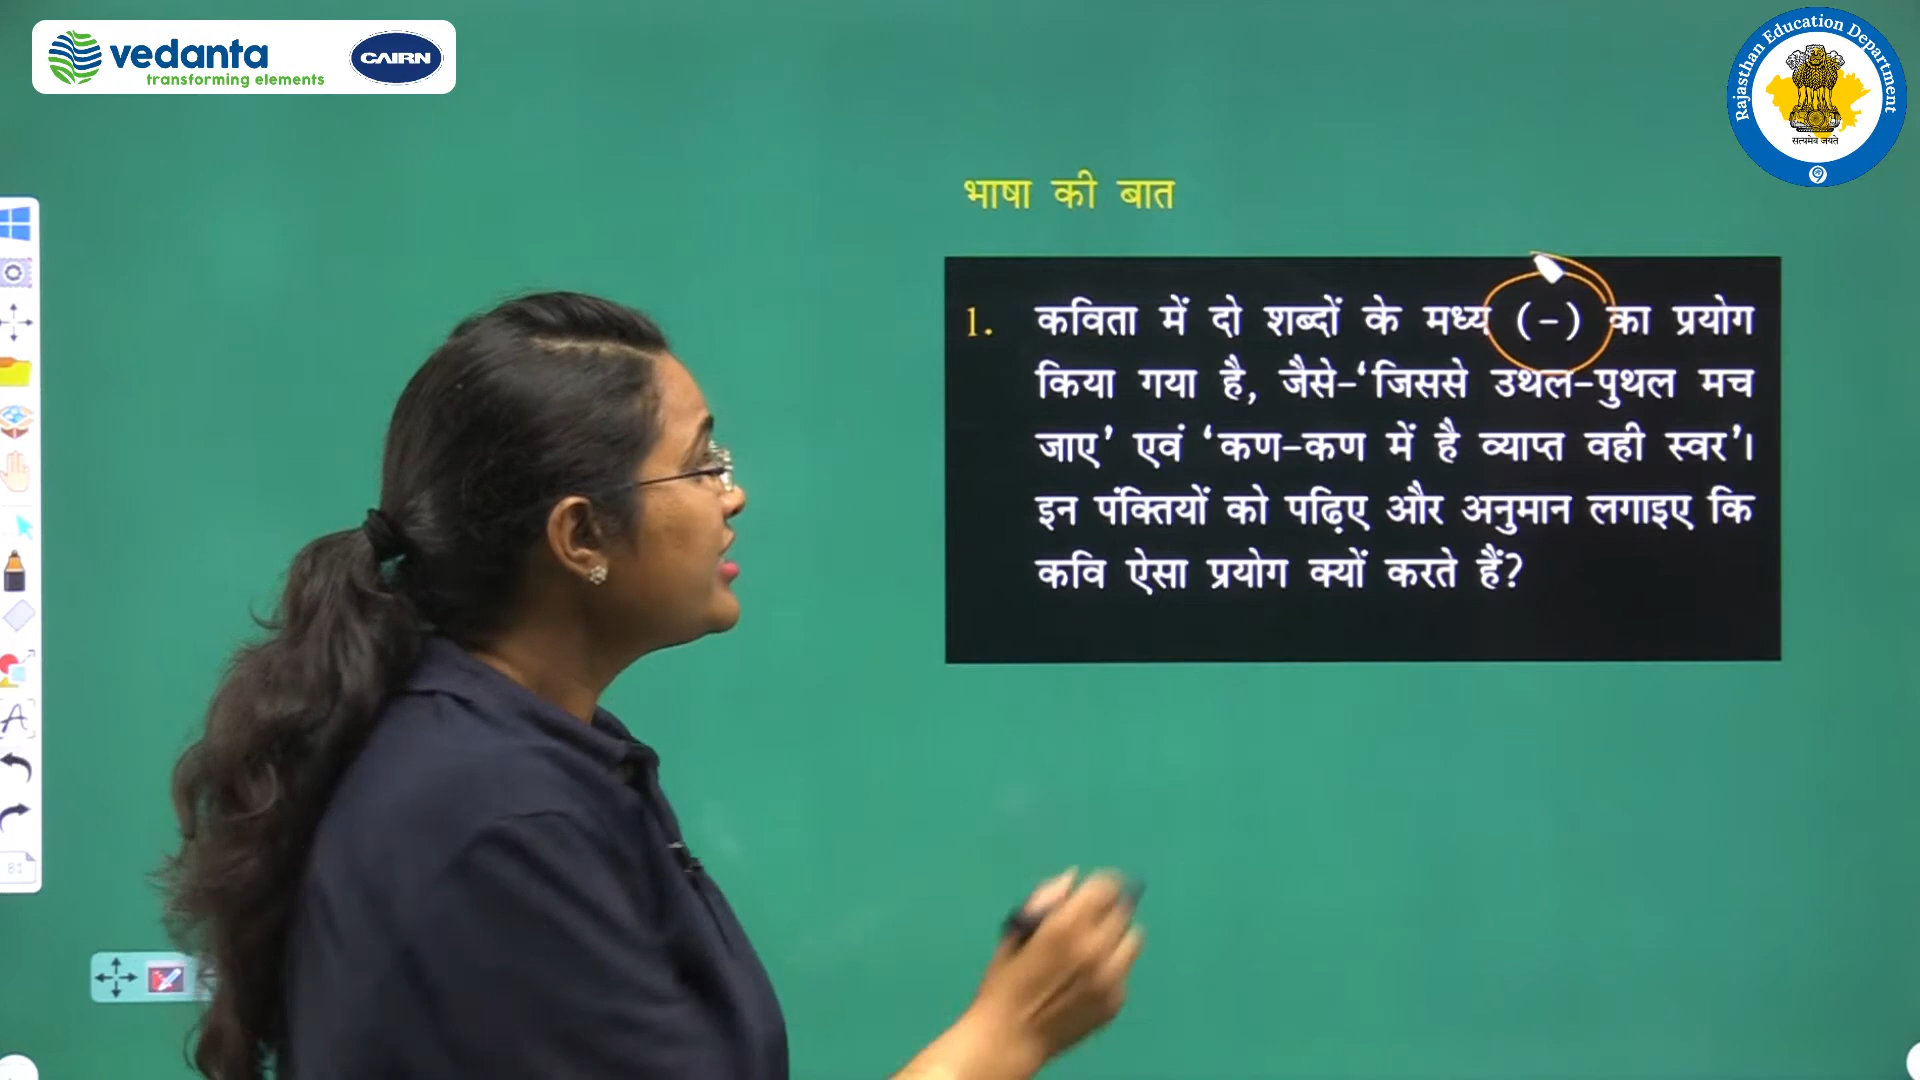 vedanta
transforming elements
CAIRN
Rajasthan Education Department
सत्यमेव जयते
भाषा की बात
1. कविता में दो शब्दों के मध्य (-) का प्रयोग
किया गया है, जैसे-‘जिससे उथल-पुथल मच
जाए’ एवं ‘कण-कण में है व्याप्त वही स्वर’।
इन पंक्तियों को पढ़िए और अनुमान लगाइए कि
कवि ऐसा प्रयोग क्यों करते हैं?